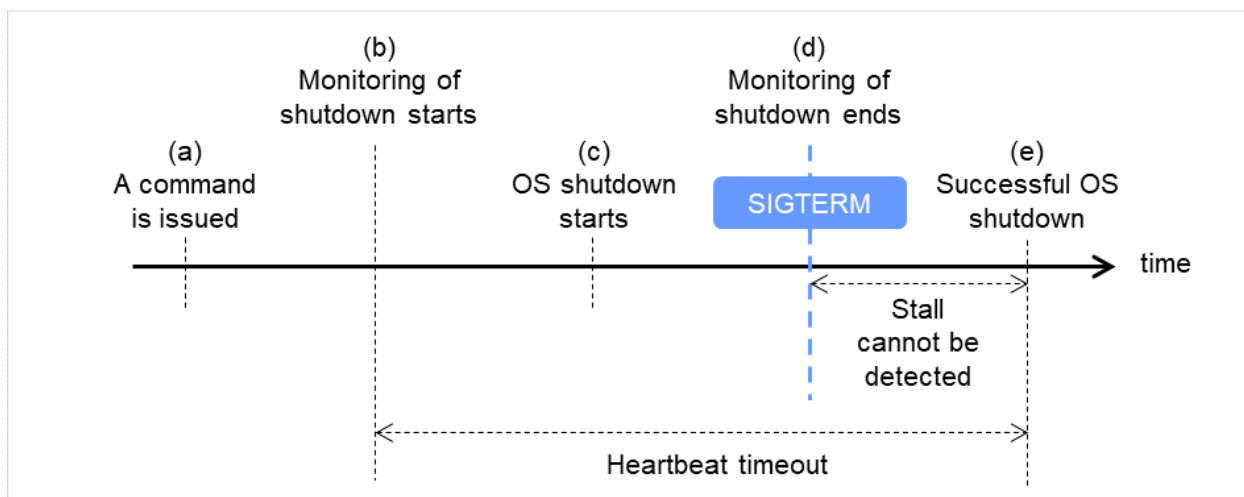 (b)
Monitoring of
shutdown starts
(d)
Monitoring of
shutdown ends
(a)
A command
is issued
(c)
OS shutdown
starts
SIGTERM
(e)
Successful OS
shutdown
time
Stall
cannot be
detected
Heartbeat timeout